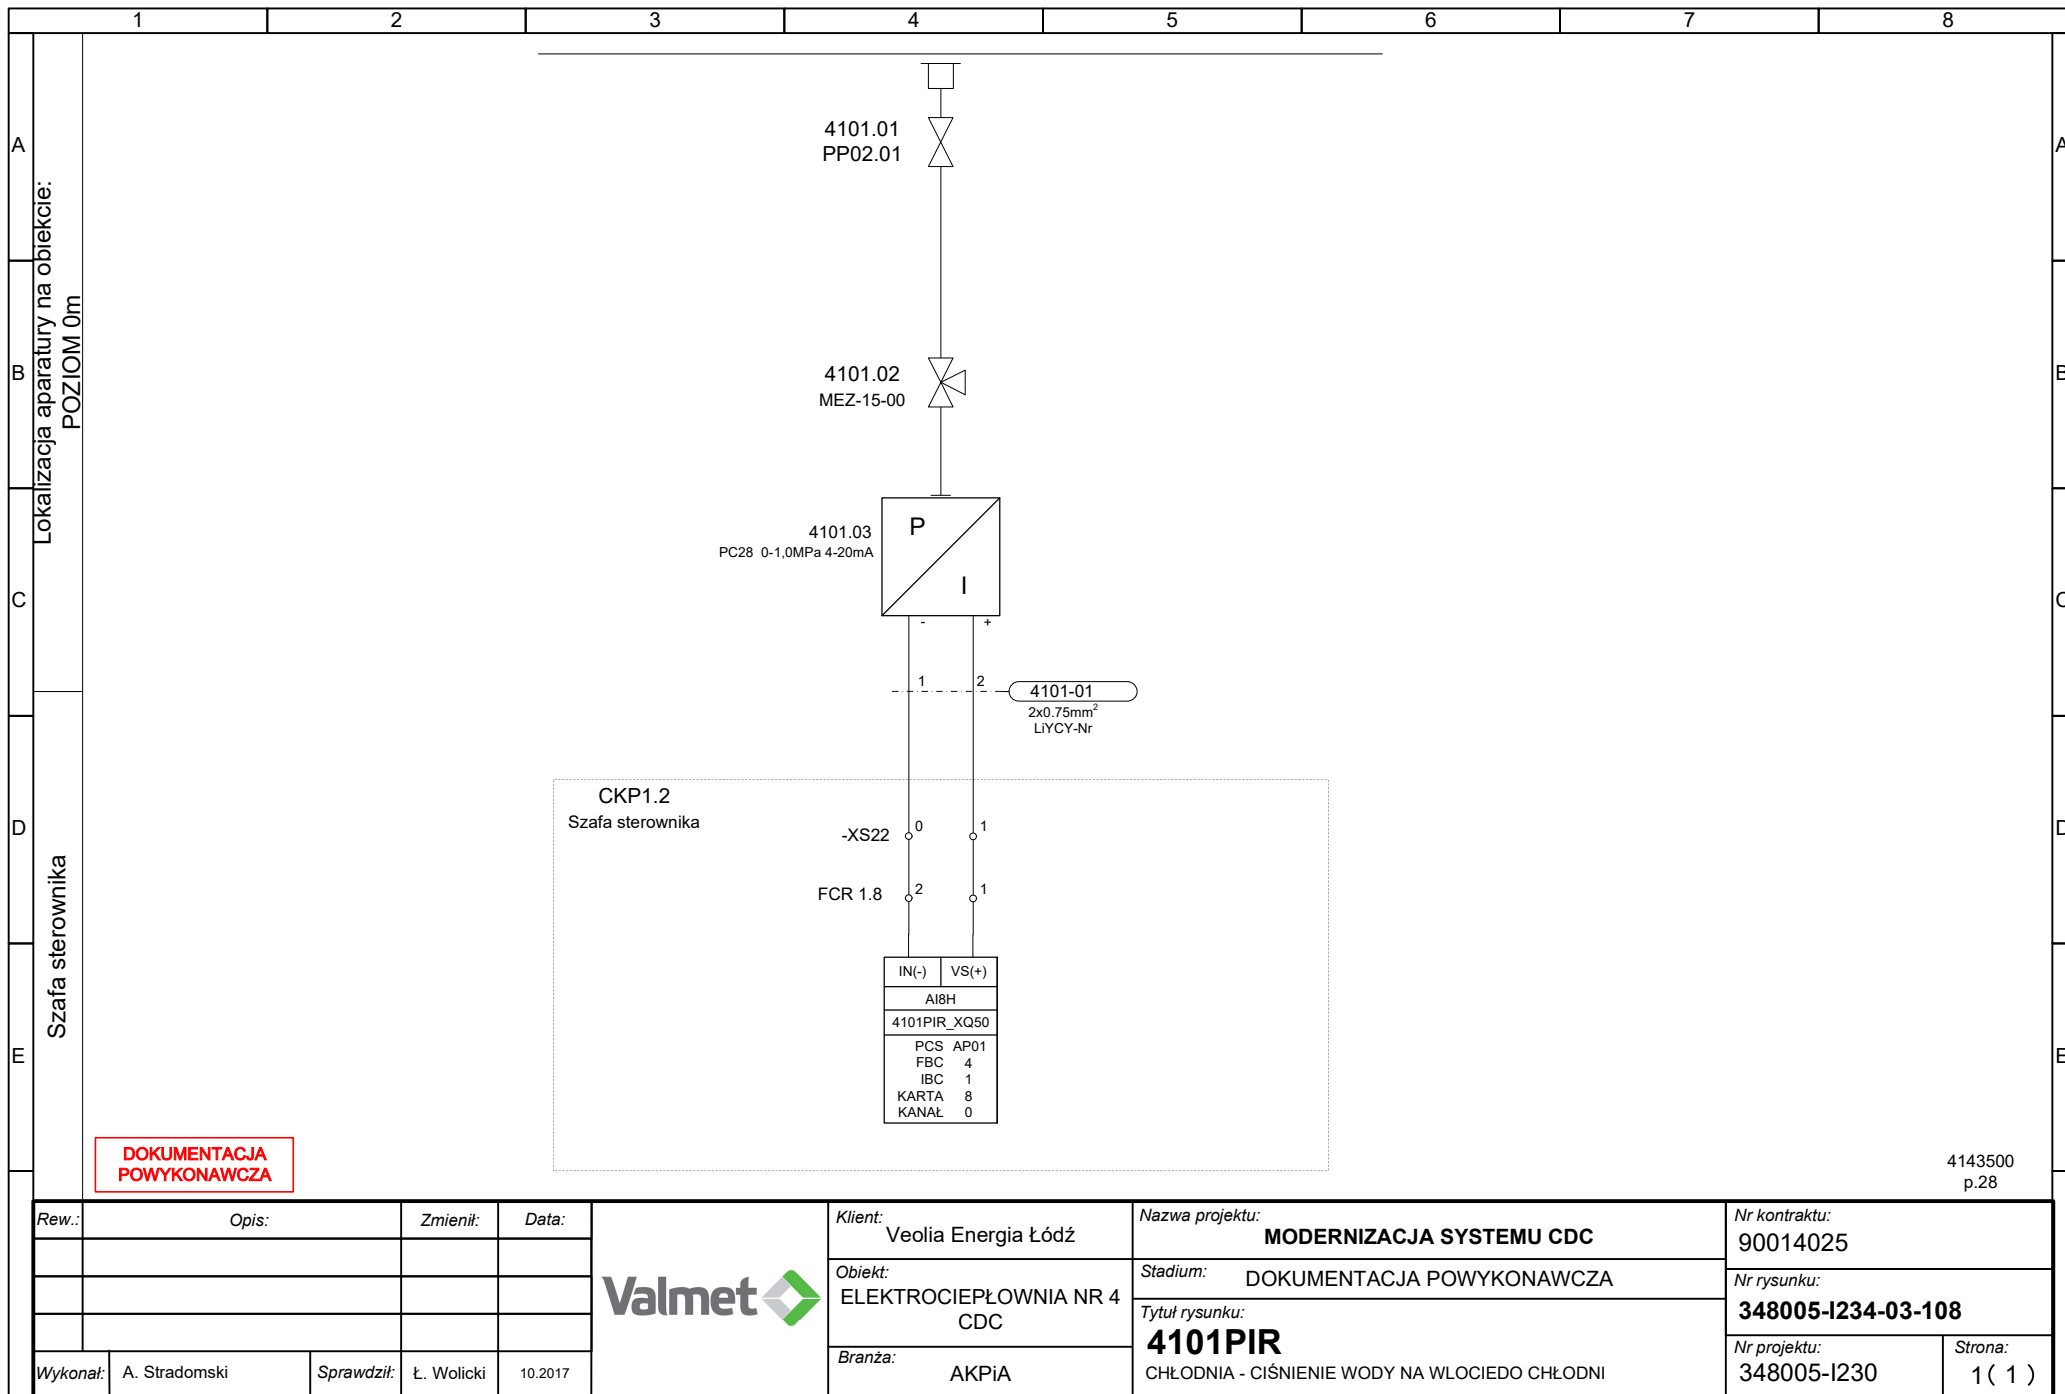 1 2 3 4 5 6 7 8
A
B
C
D
E
A
B
C
D
E
Lokalizacja aparatury na obiekcie:
POZIOM 0m
Szafa sterownika
4101.01
PP02.01
4101.02
MEZ-15-00
4101.03
PC28 0-1,0MPa 4-20mA
P
I
- +
1 2
4101-01
2x0.75mm²
LiYCY-Nr
CKP1.2
Szafa sterownika
-XS22 0 1
FCR 1.8 2 1
IN(-) VS(+)
AI8H
4101PIR_XQ50
PCS AP01
FBC 4
IBC 1
KARTA 8
KANAŁ 0
DOKUMENTACJA
POWYKONAWCZA
4143500
p.28
Rew.: Opis: Zmienił: Data:
Wykonał: A. Stradomski Sprawdził: Ł. Wolicki 10.2017
Valmet
Klient:
Veolia Energia Łódź
Obiekt:
ELEKTROCIEPŁOWNIA NR 4
CDC
Branża:
AKPiA
Nazwa projektu:
MODERNIZACJA SYSTEMU CDC
Stadium: DOKUMENTACJA POWYKONAWCZA
Tytuł rysunku:
4101PIR
CHŁODNIA - CIŚNIENIE WODY NA WLOCIEDO CHŁODNI
Nr kontraktu:
90014025
Nr rysunku:
348005-I234-03-108
Nr projektu:
348005-I230
Strona:
1( 1 )